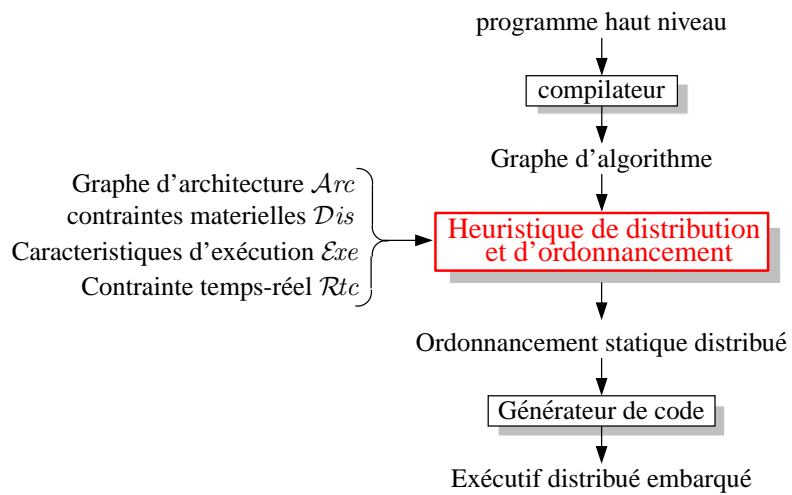 programme haut niveau
compilateur
Graphe d'algorithme
Graphe d'architecture Arc
contraintes materielles Dis
Caracteristiques d'exécution Exe
Contrainte temps-réel Rtc
Heuristique de distribution
et d'ordonnancement
Ordonnancement statique distribué
Générateur de code
Exécutif distribué embarqué